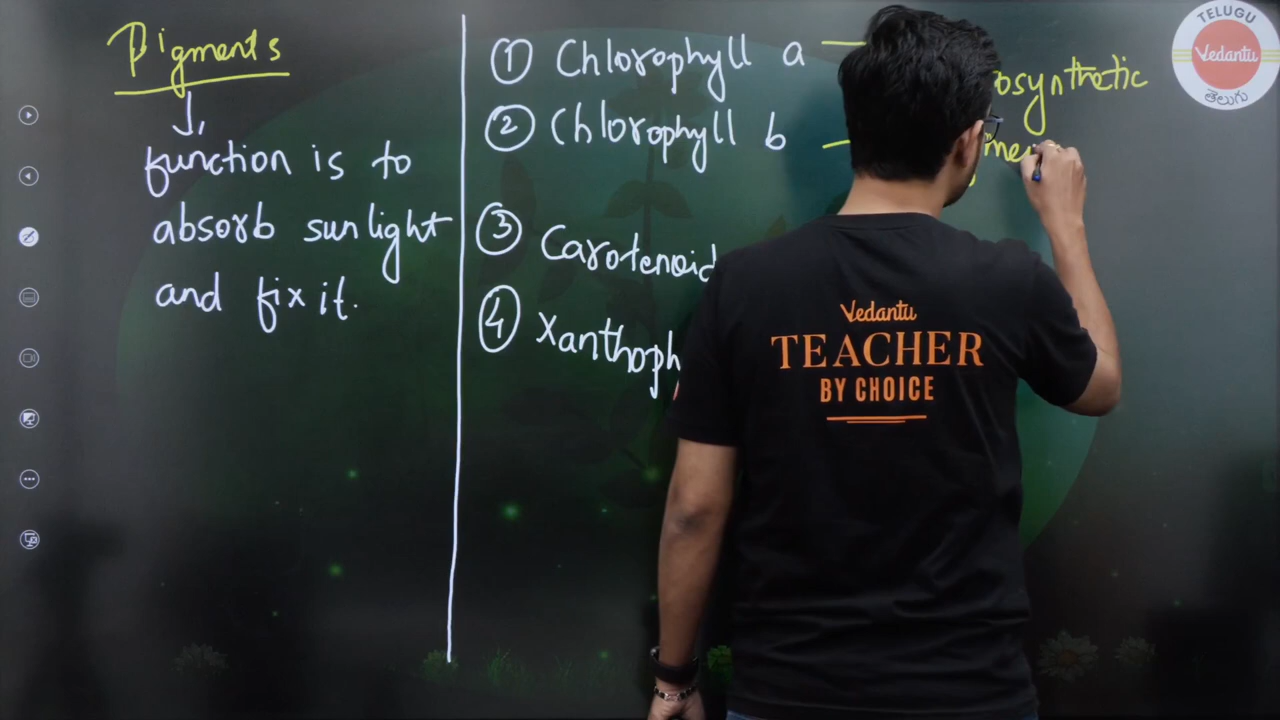 Pigments
function is to
absorb sunlight
and fix it.
① Chlorophyll a —
② Chlorophyll b —
③ Carotenoid
④ Xanthoph
osynthetic
TELUGU
Vedantu
తెలుగు
Vedantu
TEACHER
BY CHOICE